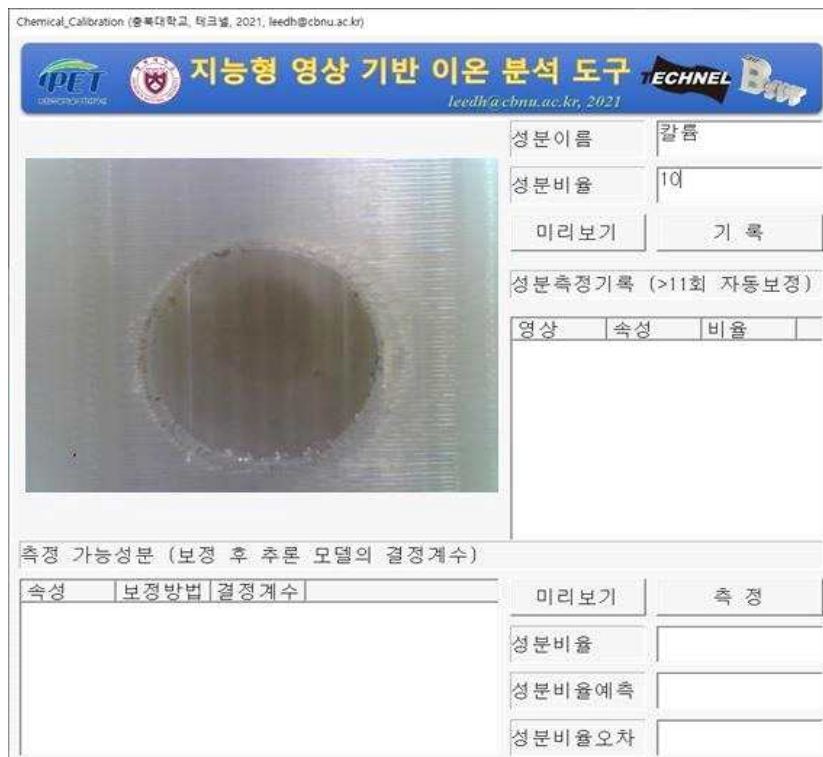 Chemical_Calibration (충북대학교, 테크넬, 2021, leedh@cbnu.ac.kr)
iPET
지능형 영상 기반 이온 분석 도구
TECHNEL
leedh@cbnu.ac.kr, 2021
성분이름 칼륨
성분비율 10
미리보기 기 록
성분측정기록 (>11회 자동보정)
영상 속성 비율
측정 가능성분 (보정 후 추론 모델의 결정계수)
속성 보정방법 결정계수
미리보기 측 정
성분비율
성분비율예측
성분비율오차